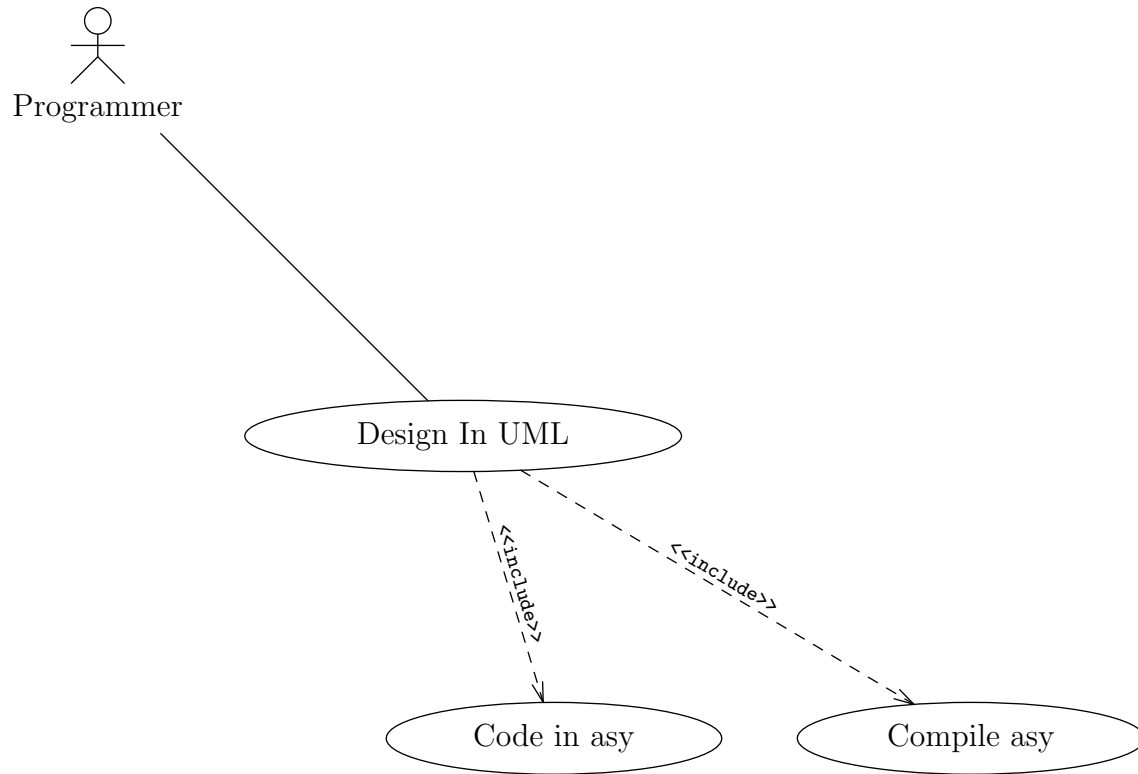 Programmer
Design In UML
<<include>>
<<include>>
Code in asy
Compile asy